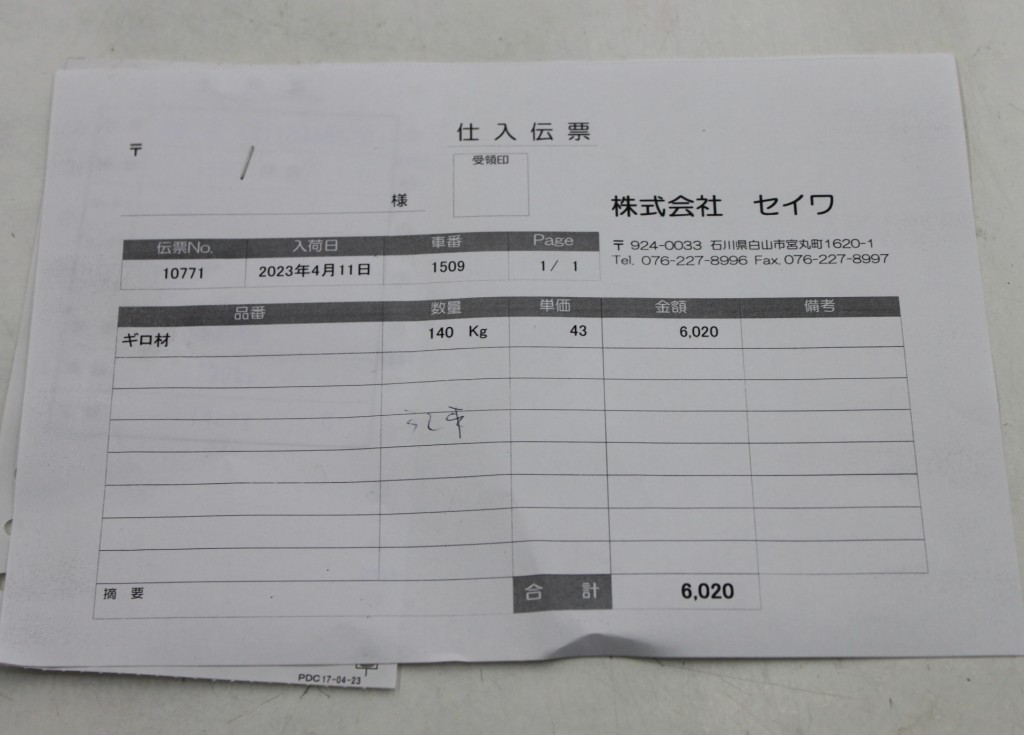 仕入伝票
〒
受領印
様
株式会社 セイワ
〒 924-0033 石川県白山市宮丸町1620-1
Tel. 076-227-8996 Fax. 076-227-8997
伝票No. 入荷日 車番 Page
10771 2023年4月11日 1509 1/ 1
品番 数量 単価 金額 備考
ギロ材 140 Kg 43 6,020
摘 要 合 計 6,020
PDC17-04-23